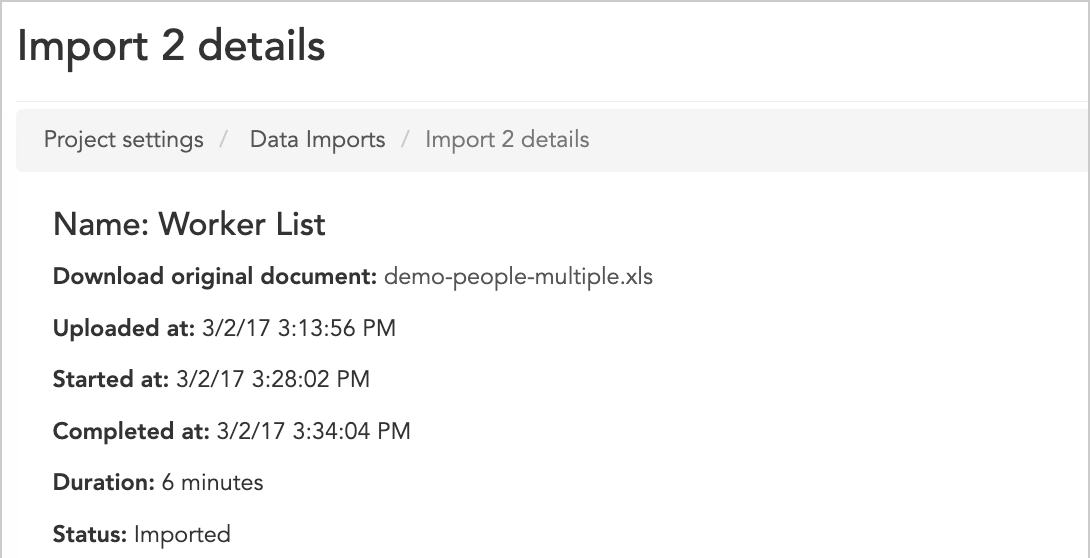 Import 2 details
Project settings / Data Imports / Import 2 details
Name: Worker List
Download original document: demo-people-multiple.xls
Uploaded at: 3/2/17 3:13:56 PM
Started at: 3/2/17 3:28:02 PM
Completed at: 3/2/17 3:34:04 PM
Duration: 6 minutes
Status: Imported